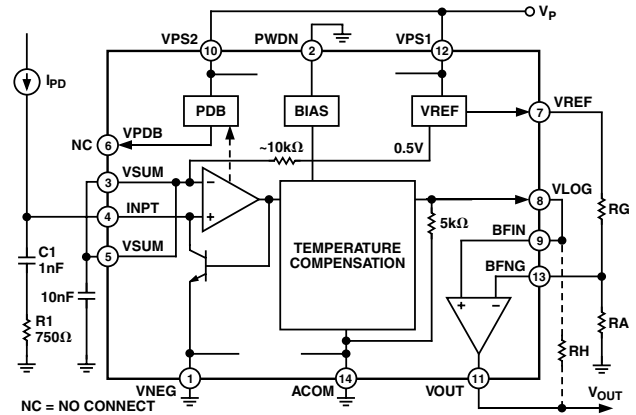 VP
VPS2
PWDN
VPS1
10
2
12
IPD
PDB
BIAS
VREF
7
VREF
VPDB
NC
6
~10kΩ
0.5V
3
VSUM
−
VLOG
8
INPT
4
+
5kΩ
RG
VSUM
5
BFIN
9
TEMPERATURE
COMPENSATION
BFNG
13
+
−
C1
1nF
10nF
R1
750Ω
RA
RH
VNEG
1
ACOM
14
VOUT
11
VOUT
NC = NO CONNECT